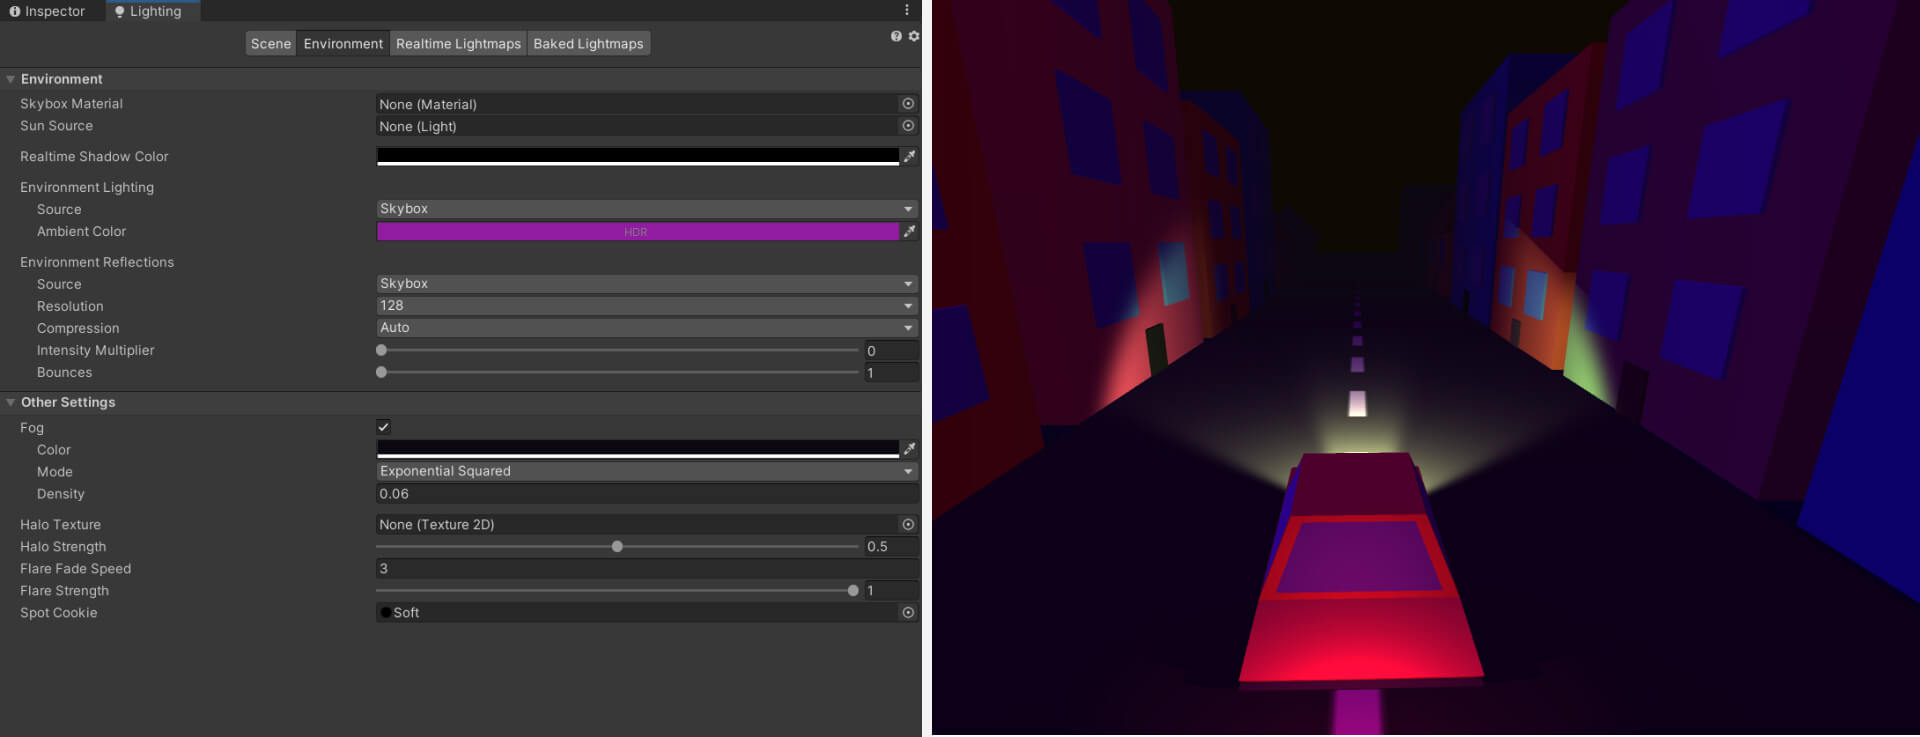 Inspector Lighting
Scene Environment Realtime Lightmaps Baked Lightmaps
Environment
Skybox Material None (Material)
Sun Source None (Light)
Realtime Shadow Color
Environment Lighting
Source Skybox
Ambient Color HDR
Environment Reflections
Source Skybox
Resolution 128
Compression Auto
Intensity Multiplier 0
Bounces 1
Other Settings
Fog
Color
Mode Exponential Squared
Density 0.06
Halo Texture None (Texture 2D)
Halo Strength 0.5
Flare Fade Speed 3
Flare Strength 1
Spot Cookie Soft